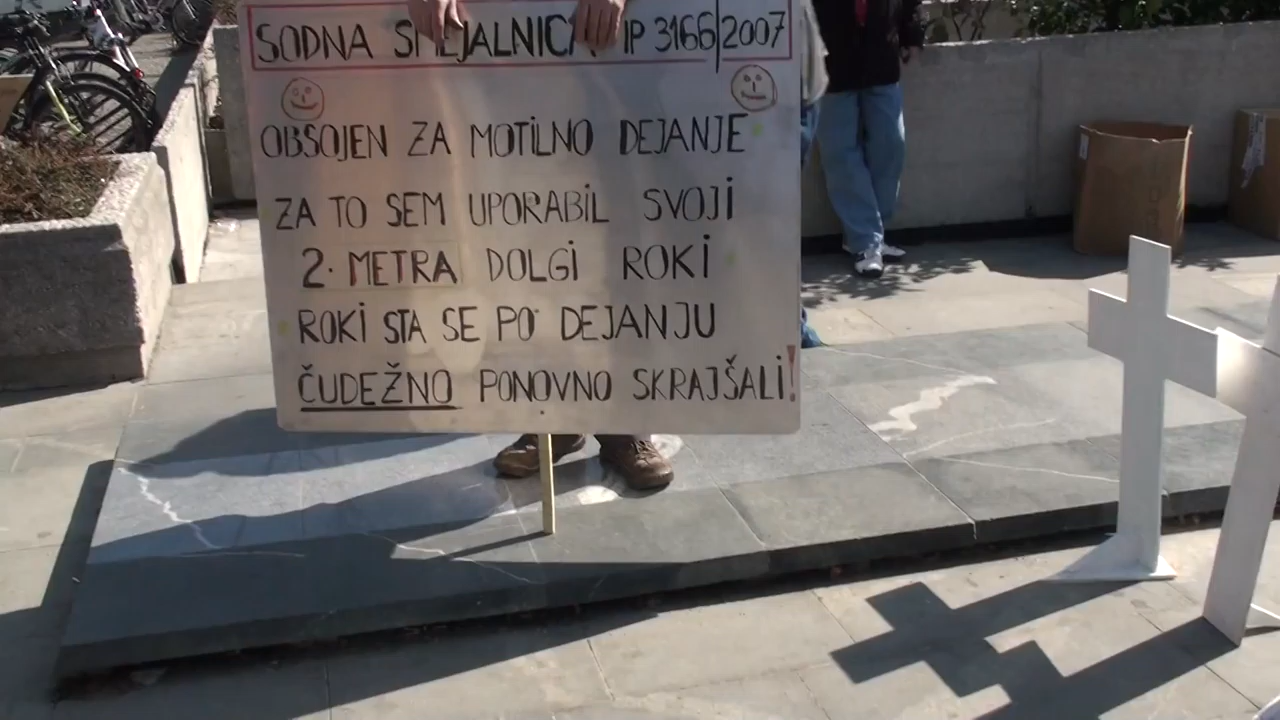 SODNA SMEJALNICA IP 3166/2007
OBSOJEN ZA MOTILNO DEJANJE
ZA TO SEM UPORABIL SVOJI
2. METRA DOLGI ROKI
ROKI STA SE PO DEJANJU
ČUDEŽNO PONOVNO SKRAJŠALI!